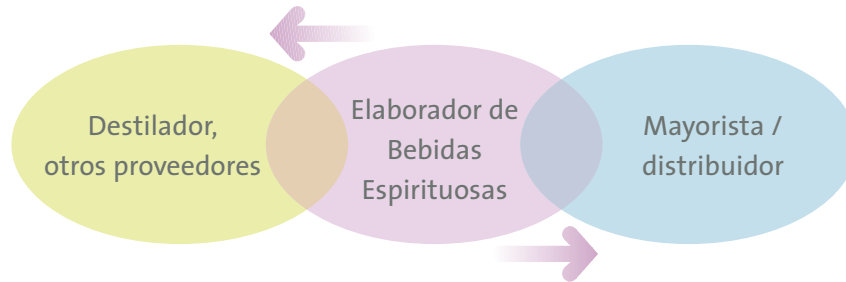 Destilador,
otros proveedores
Elaborador de
Bebidas
Espirituosas
Mayorista /
distribuidor